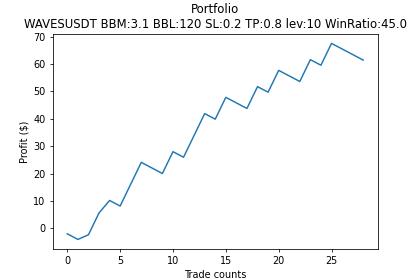 Portfolio
WAVESUSDT BBM:3.1 BBL:120 SL:0.2 TP:0.8 lev:10 WinRatio:45.0
Profit ($)
70
60
50
40
30
20
10
0
0 5 10 15 20 25
Trade counts